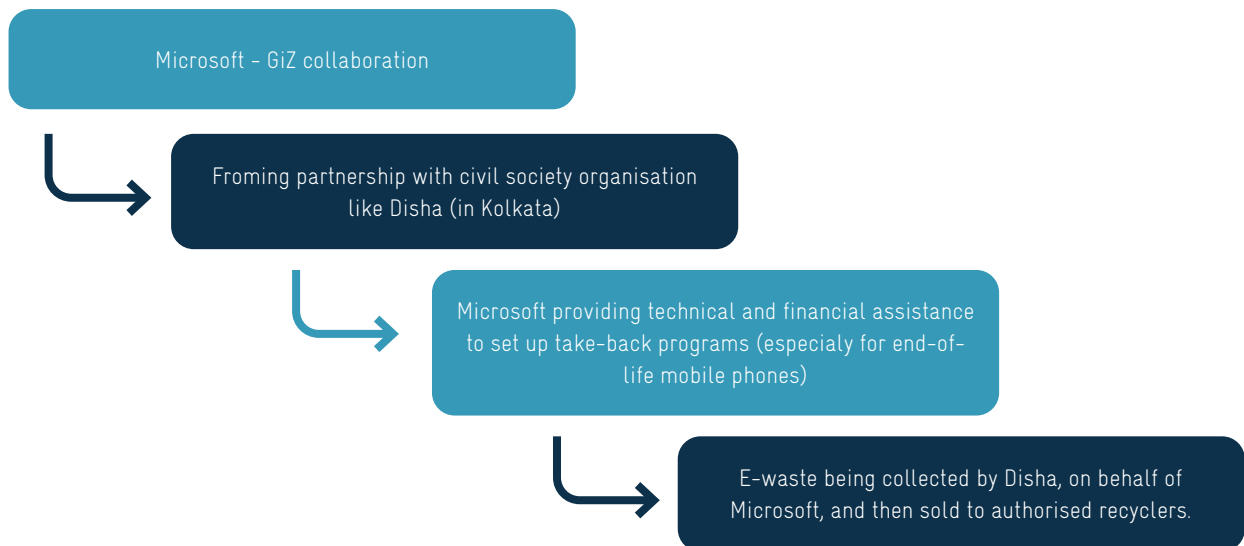 Microsoft - GiZ collaboration
Froming partnership with civil society organisation
like Disha (in Kolkata)
Microsoft providing technical and financial assistance
to set up take-back programs (especialy for end-of-
life mobile phones)
E-waste being collected by Disha, on behalf of
Microsoft, and then sold to authorised recyclers.